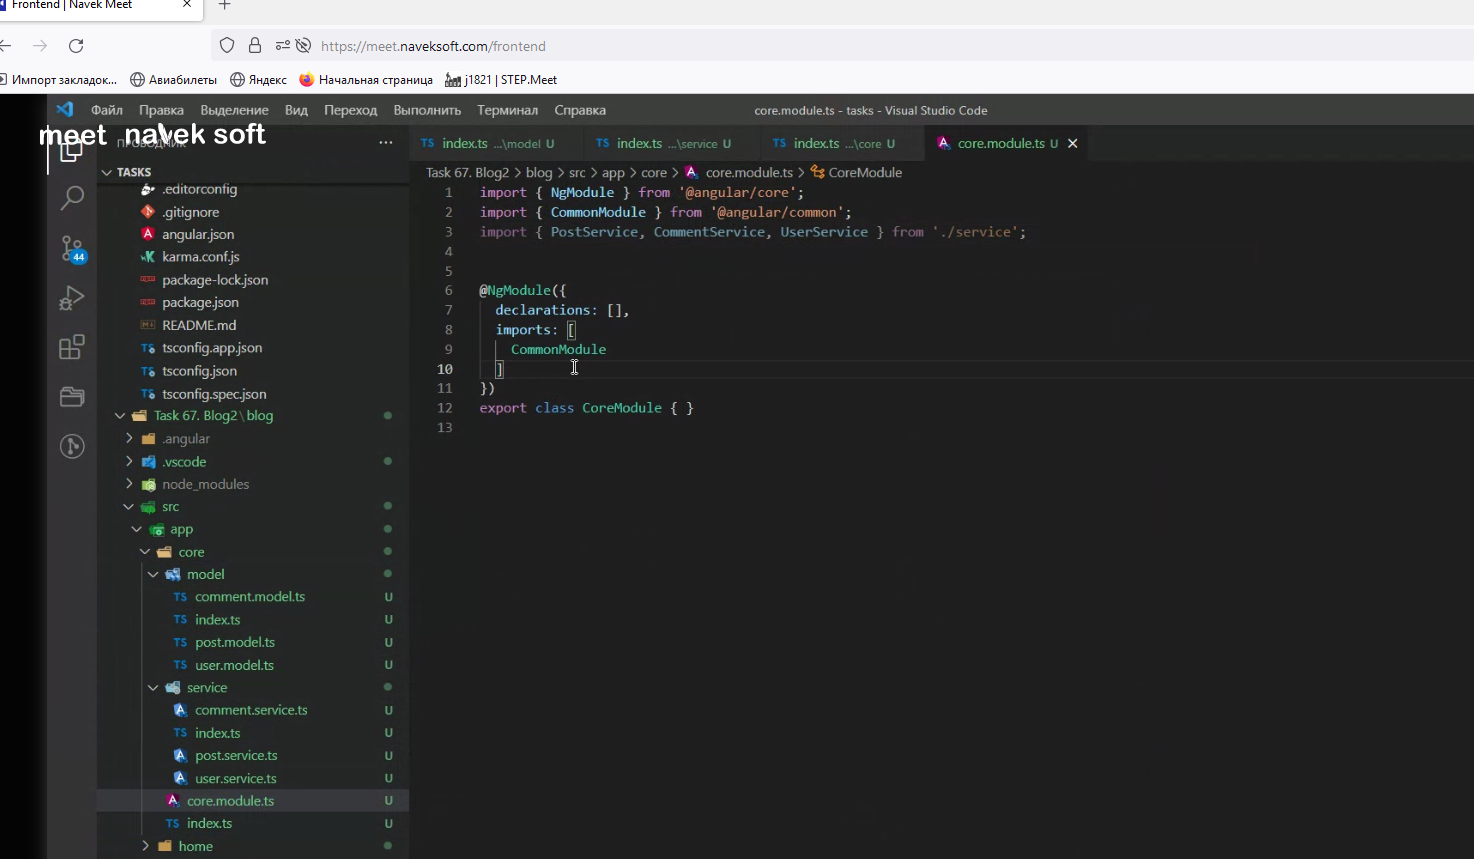 Frontend | Navek Meet
https://meet.naveksoft.com/frontend
Импорт закладок...
Авиабилеты
Яндекс
Начальная страница
j1821 | STEP.Meet
Файл Правка Выделение Вид Переход Выполнить Терминал Справка
core.module.ts - tasks - Visual Studio Code
meet navek soft
ПРОВОДНИК
index.ts ...\model U
index.ts ...\service U
index.ts ...\core U
core.module.ts U
TASKS
.editorconfig
.gitignore
angular.json
karma.conf.js
package-lock.json
package.json
README.md
tsconfig.app.json
tsconfig.json
tsconfig.spec.json
Task 67. Blog2 \ blog
.angular
.vscode
node_modules
src
app
core
model
comment.model.ts U
index.ts U
post.model.ts U
user.model.ts U
service
comment.service.ts U
index.ts U
post.service.ts U
user.service.ts U
core.module.ts U
index.ts U
home
44
Task 67. Blog2 > blog > src > app > core > core.module.ts > CoreModule
1 import { NgModule } from '@angular/core';
2 import { CommonModule } from '@angular/common';
3 import { PostService, CommentService, UserService } from './service';
4
5
6 @NgModule({
7 declarations: [],
8 imports: [
9 CommonModule
10 ]
11 })
12 export class CoreModule { }
13